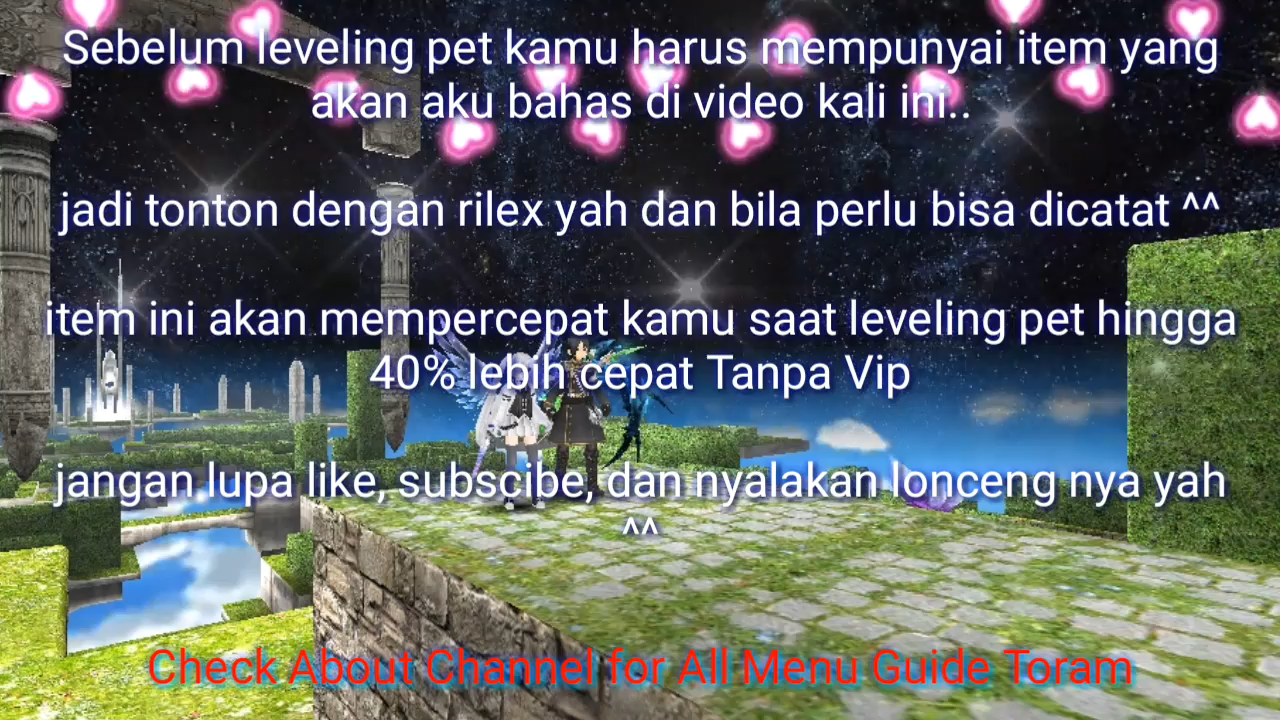 Sebelum leveling pet kamu harus mempunyai item yang
akan aku bahas di video kali ini..
jadi tonton dengan rilex yah dan bila perlu bisa dicatat ^^
item ini akan mempercepat kamu saat leveling pet hingga
40% lebih cepat Tanpa Vip
jangan lupa like, subscibe, dan nyalakan lonceng nya yah
^^
Check About Channel for All Menu Guide Toram